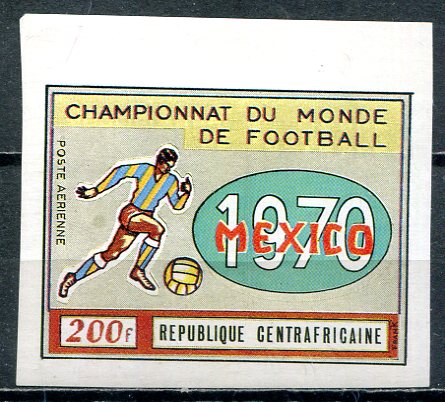 CHAMPIONNAT DU MONDE
DE FOOTBALL
POSTE AERIENNE
1970
MEXICO
200F
REPUBLIQUE CENTRAFRICAINE